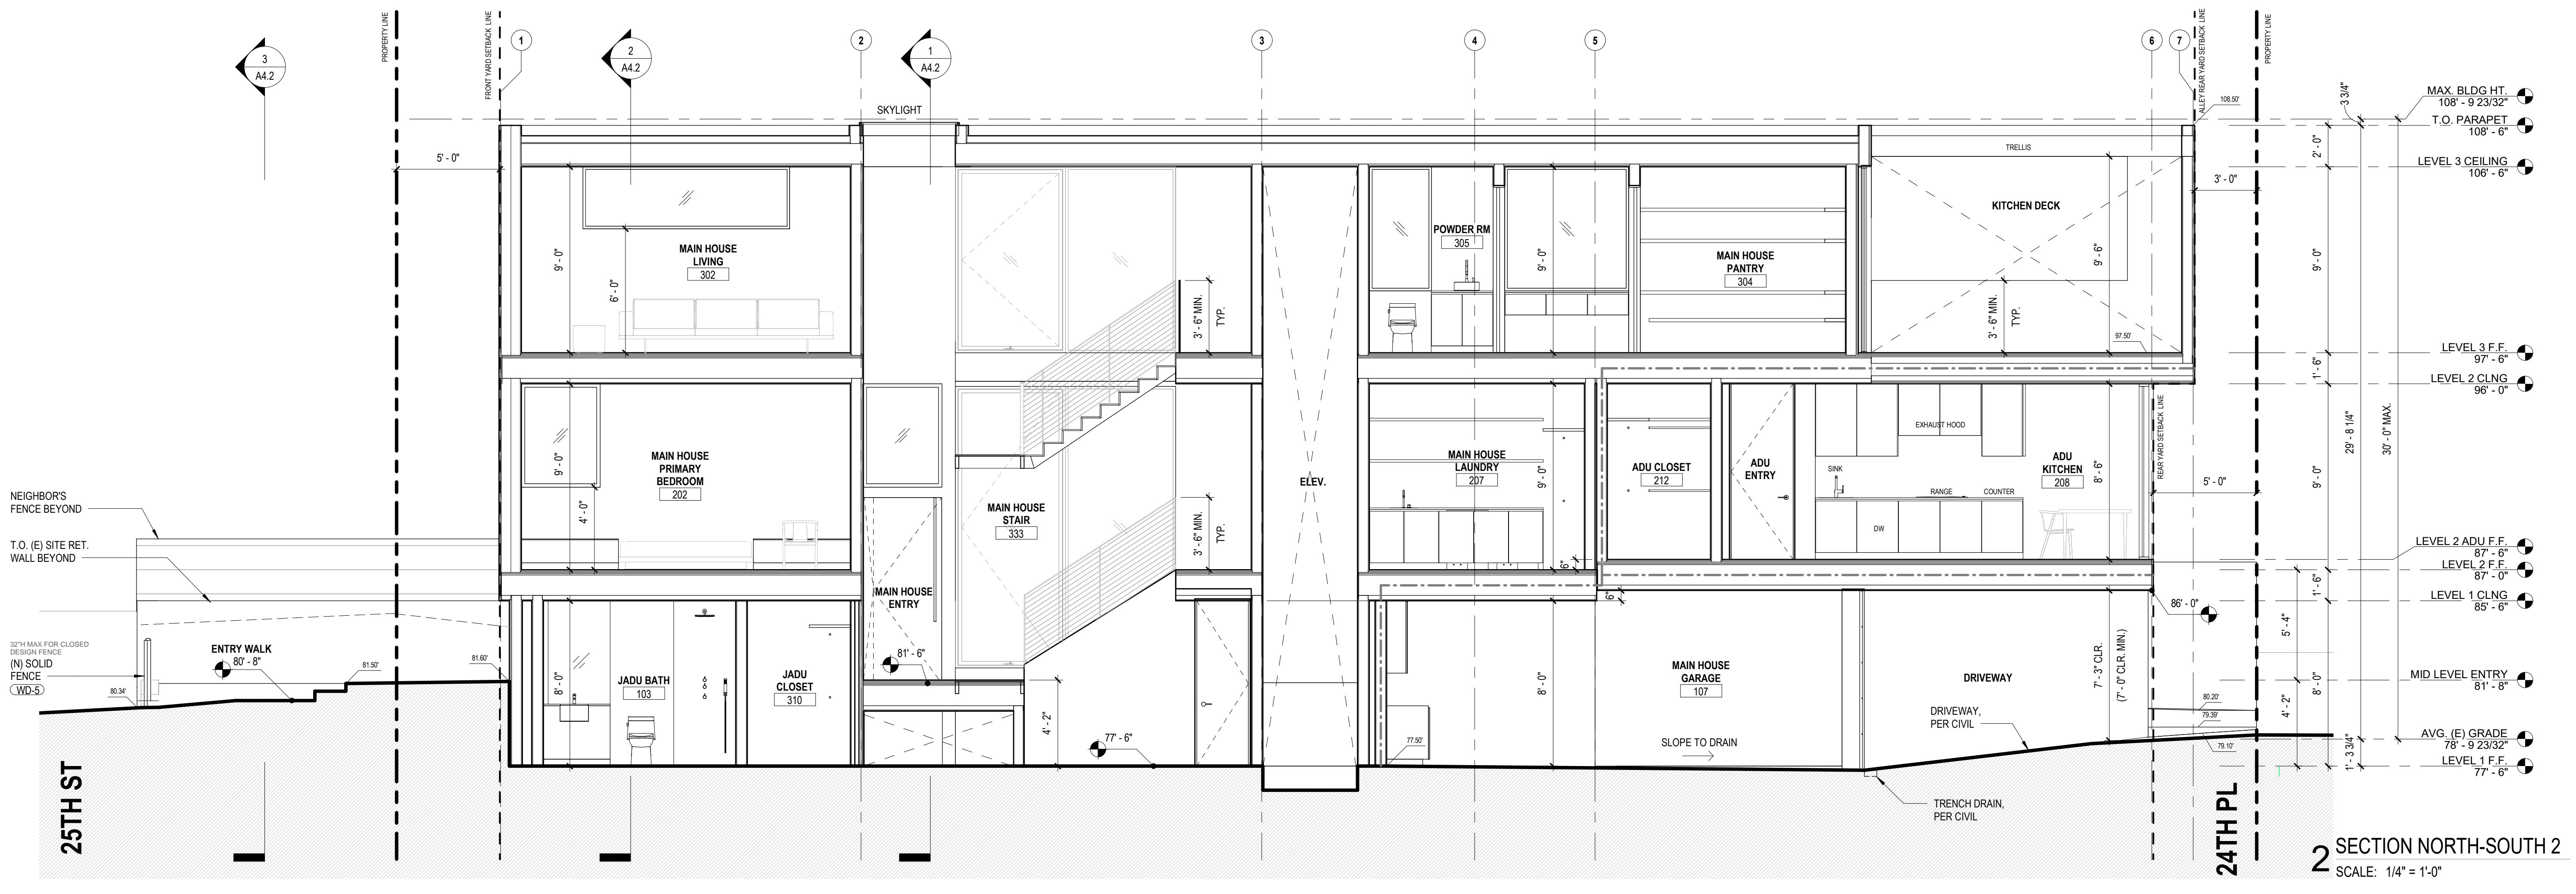 3
A4.2
PROPERTY LINE
FRONT YARD SETBACK LINE
1
2
A4.2
2
1
A4.2
3
4
5
6
7
ALLEY REAR YARD SETBACK LINE
PROPERTY LINE
SKYLIGHT
108.50'
3 3/4"
MAX. BLDG HT.
108' - 9 23/32"
T.O. PARAPET
108' - 6"
LEVEL 3 CEILING
106' - 6"
2' - 0"
5' - 0"
3' - 0"
TRELLIS
KITCHEN DECK
9' - 6"
9' - 0"
3' - 6" MIN.
TYP.
97.50'
9' - 0"
6' - 0"
MAIN HOUSE
LIVING
302
3' - 6" MIN.
TYP.
POWDER RM
305
9' - 0"
MAIN HOUSE
PANTRY
304
LEVEL 3 F.F.
97' - 6"
1' - 6"
LEVEL 2 CLNG
96' - 0"
29' - 8 1/4"
30' - 0" MAX.
REAR YARD SETBACK LINE
9' - 0"
4' - 0"
MAIN HOUSE
PRIMARY
BEDROOM
202
MAIN HOUSE
STAIR
333
3' - 6" MIN.
TYP.
ELEV.
MAIN HOUSE
LAUNDRY
207
9' - 0"
6"
ADU CLOSET
212
ADU
ENTRY
EXHAUST HOOD
SINK
RANGE
COUNTER
DW
ADU
KITCHEN
208
8' - 6"
5' - 0"
9' - 0"
NEIGHBOR'S
FENCE BEYOND
T.O. (E) SITE RET.
WALL BEYOND
LEVEL 2 ADU F.F.
87' - 6"
LEVEL 2 F.F.
87' - 0"
1' - 6"
LEVEL 1 CLNG
85' - 6"
86' - 0"
5' - 4"
MAIN HOUSE
ENTRY
6"
32"H MAX FOR CLOSED
DESIGN FENCE
(N) SOLID
FENCE
WD-5
80.34'
ENTRY WALK
80' - 8"
81.50'
81.60'
8' - 0"
JADU BATH
103
JADU
CLOSET
310
81' - 6"
4' - 2"
77' - 6"
8' - 0"
77.50'
MAIN HOUSE
GARAGE
107
SLOPE TO DRAIN
DRIVEWAY
DRIVEWAY,
PER CIVIL
7' - 3" CLR.
(7' - 0" CLR. MIN.)
80.20'
79.39'
79.10'
MID LEVEL ENTRY
81' - 8"
4' - 2"
8' - 0"
AVG. (E) GRADE
78' - 9 23/32"
1' - 3 3/4"
LEVEL 1 F.F.
77' - 6"
TRENCH DRAIN,
PER CIVIL
25TH ST
24TH PL
2
SECTION NORTH-SOUTH 2
SCALE: 1/4" = 1'-0"